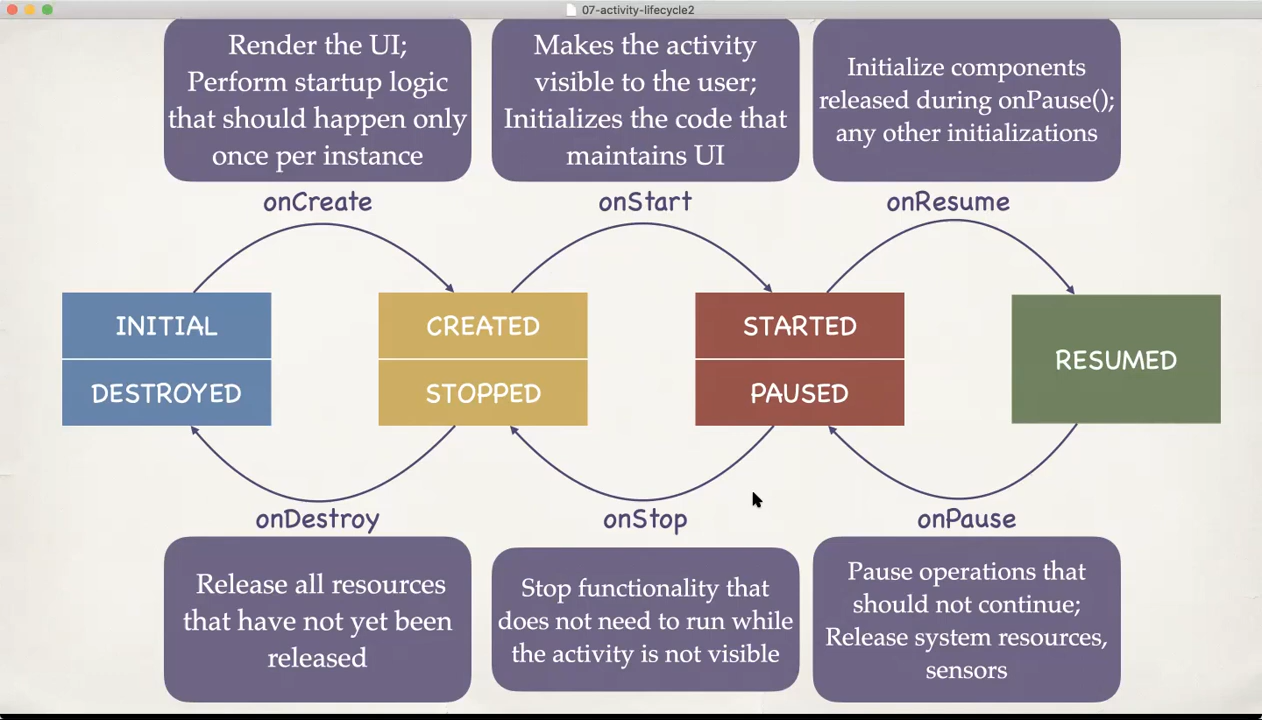 07-activity-lifecycle2
Render the UI;
Perform startup logic
that should happen only
once per instance
Makes the activity
visible to the user;
Initializes the code that
maintains UI
Initialize components
released during onPause();
any other initializations
onCreate
onStart
onResume
INITIAL
DESTROYED
CREATED
STOPPED
STARTED
PAUSED
RESUMED
onDestroy
onStop
onPause
Release all resources
that have not yet been
released
Stop functionality that
does not need to run while
the activity is not visible
Pause operations that
should not continue;
Release system resources,
sensors